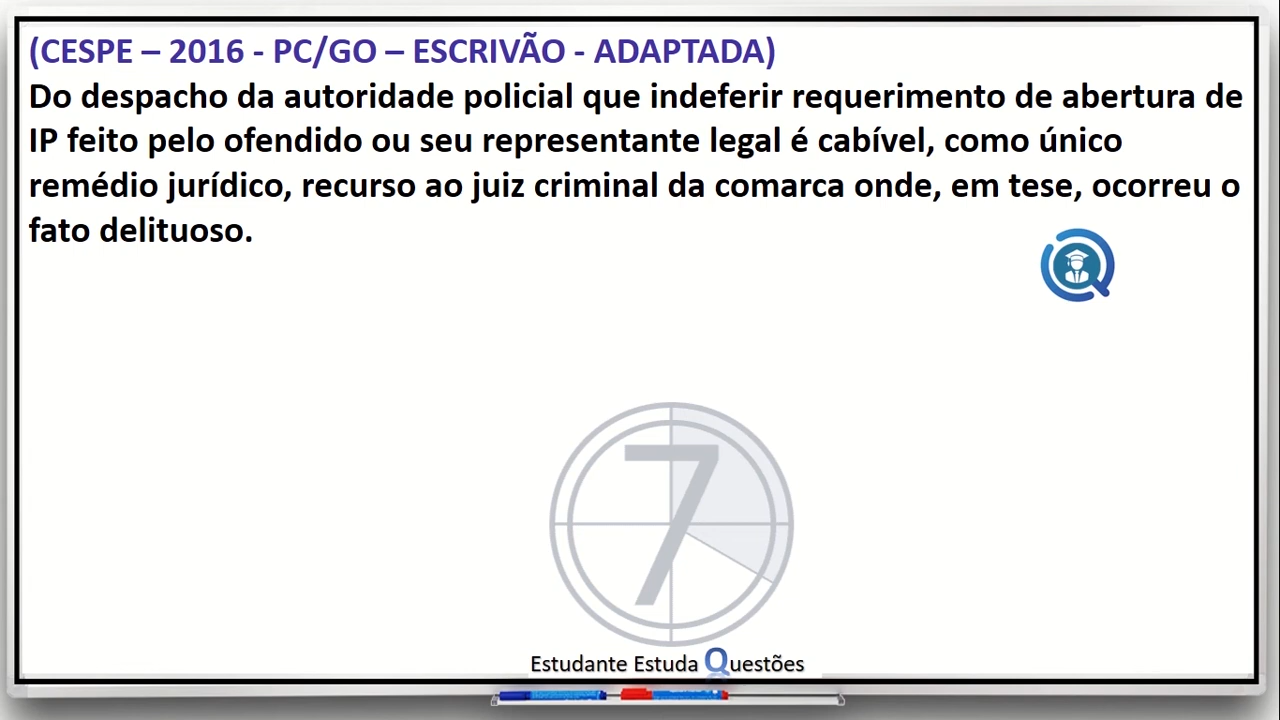 (CESPE – 2016 - PC/GO – ESCRIVÃO - ADAPTADA)
Do despacho da autoridade policial que indeferir requerimento de abertura de
IP feito pelo ofendido ou seu representante legal é cabível, como único
remédio jurídico, recurso ao juiz criminal da comarca onde, em tese, ocorreu o
fato delituoso.
7
Estudante Estuda Questões